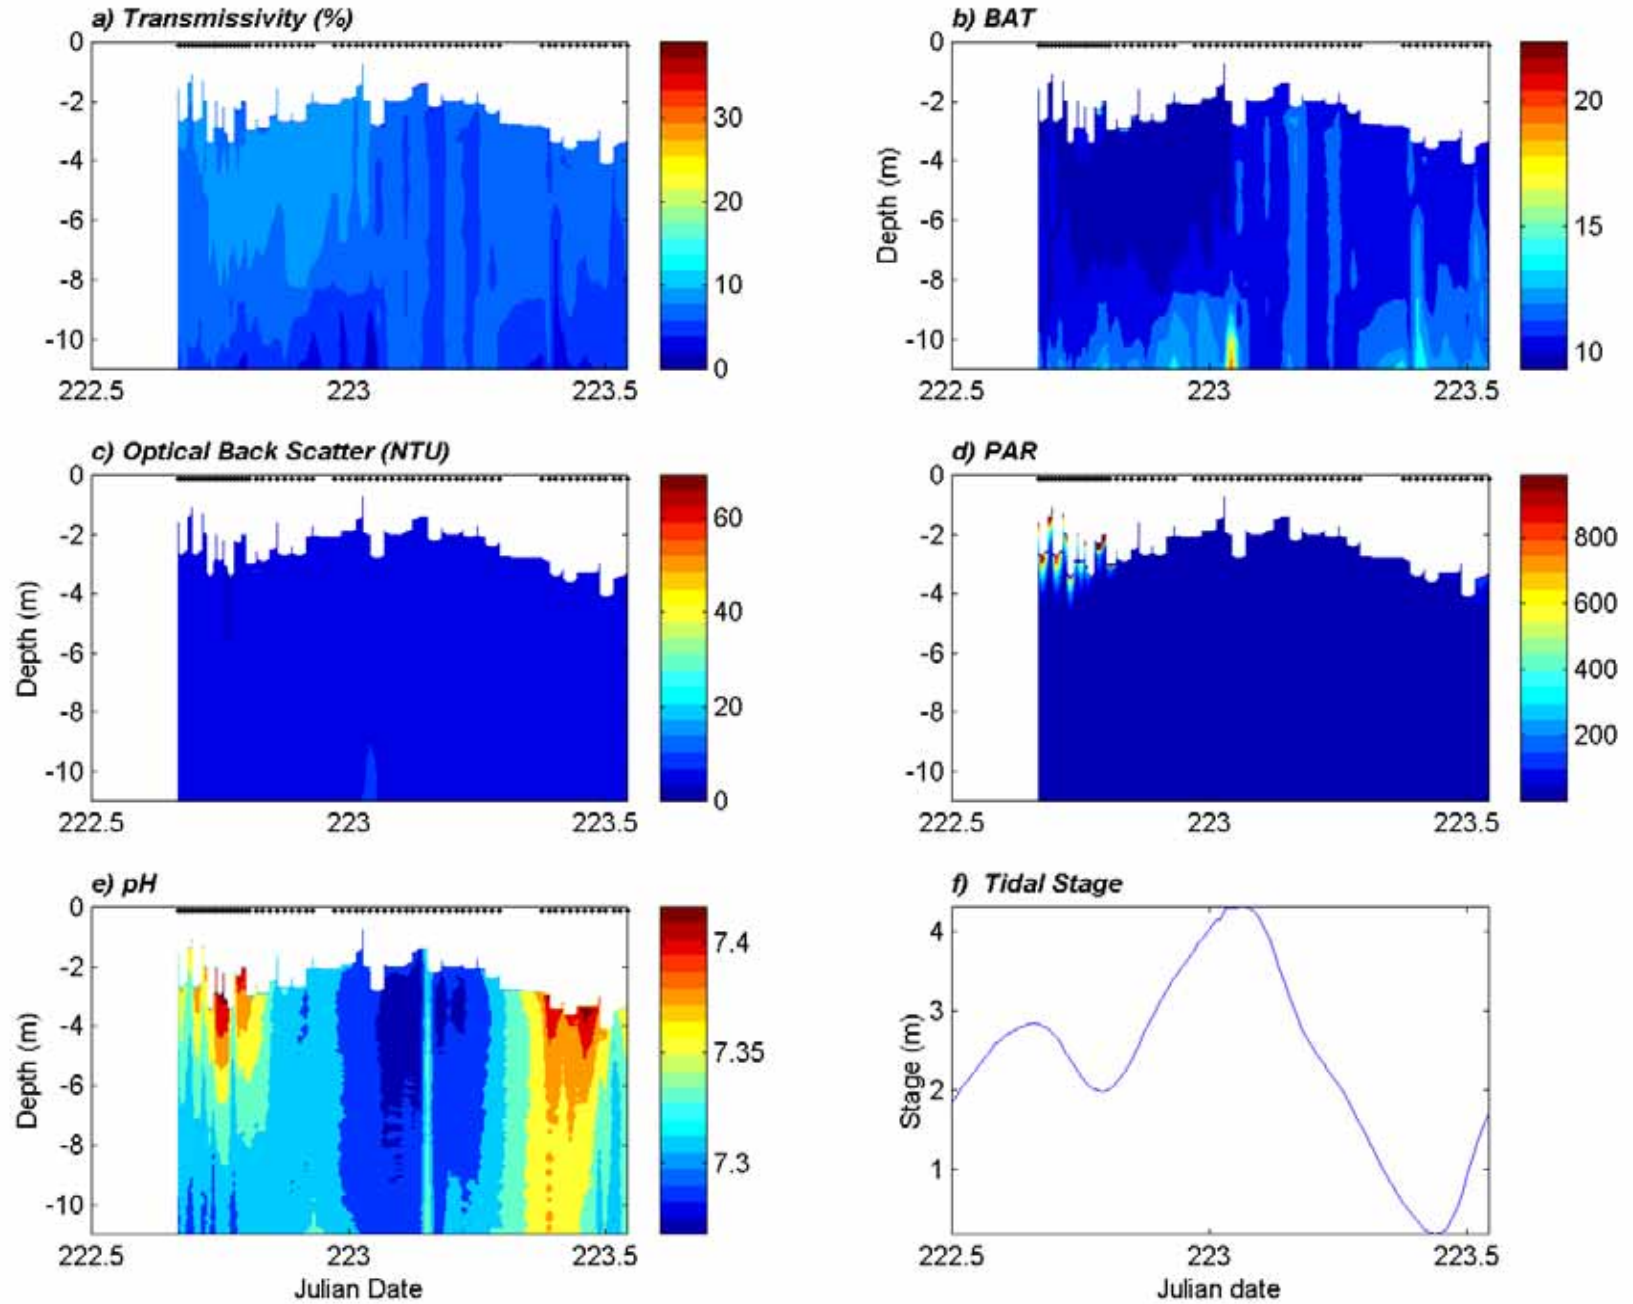 a) Transmissivity (%)
0
-2
-4
-6
-8
-10
222.5 223 223.5
30
20
10
0
b) BAT
Depth (m)
0
-2
-4
-6
-8
-10
222.5 223 223.5
20
15
10
c) Optical Back Scatter (NTU)
Depth (m)
0
-2
-4
-6
-8
-10
222.5 223 223.5
60
40
20
0
d) PAR
0
-2
-4
-6
-8
-10
222.5 223 223.5
800
600
400
200
e) pH
Depth (m)
0
-2
-4
-6
-8
-10
222.5 223 223.5
Julian Date
7.4
7.35
7.3
f) Tidal Stage
Stage (m)
4
3
2
1
222.5 223 223.5
Julian date